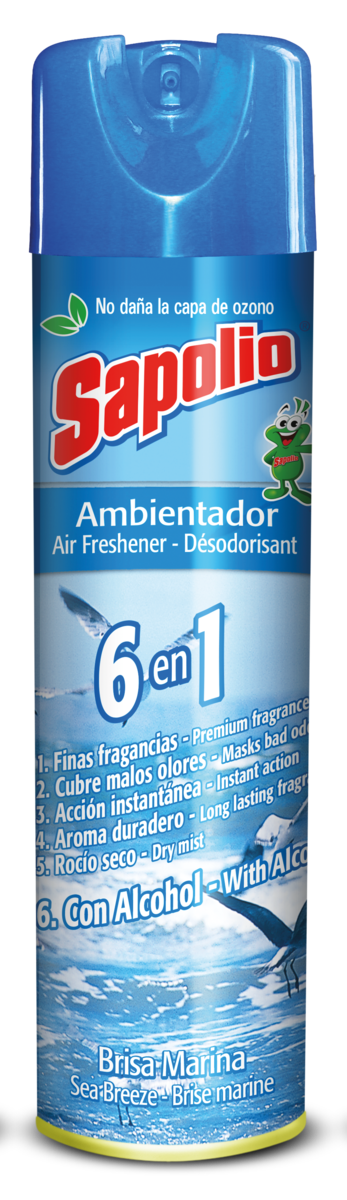 No daña la capa de ozono
Sapolio
Sapolio
Ambientador
Air Freshener - Désodorisant
6 en 1
1. Finas fragancias - Premium fragrance
2. Cubre malos olores - Masks bad odo
3. Acción instantánea - Instant action
4. Aroma duradero - Long lasting fragr
5. Rocío seco - Dry mist
6. Con Alcohol - With Alco
Brisa Marina
Sea Breeze - Brise marine